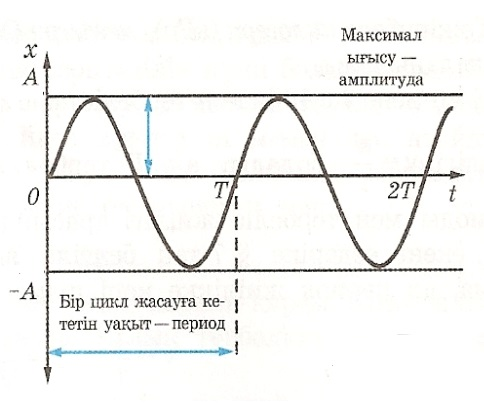 Максимал
ығысу —
амплитуда
x
A
0
T
2T
t
–A
Бір цикл жасауға ке-
тетін уақыт — период